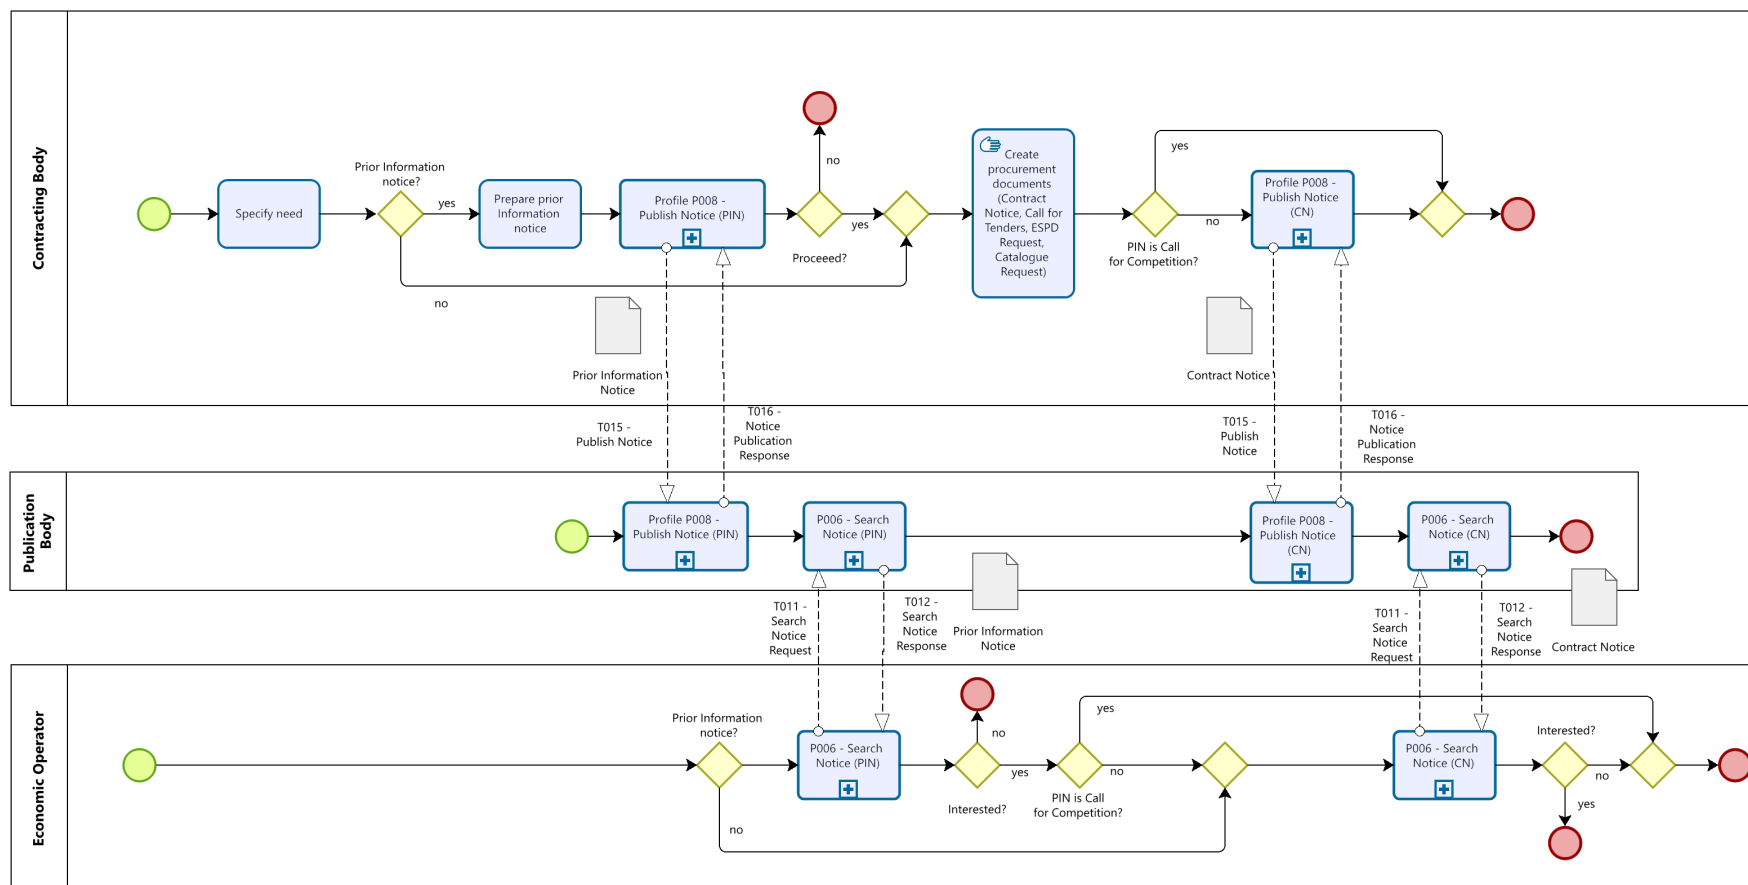 Contracting Body
Specify need
Prior Information
notice?
yes
no
Prepare prior
Information
notice
Profile P008 -
Publish Notice (PIN)
no
yes
Proceeed?
Create
procurement
documents
(Contract
Notice, Call for
Tenders, ESPD
Request,
Catalogue
Request)
yes
no
PIN is Call
for Competition?
Profile P008 -
Publish Notice
(CN)
Prior Information
Notice
Contract Notice
T015 -
Publish Notice
T016 -
Notice
Publication
Response
T015 -
Publish
Notice
T016 -
Notice
Publication
Response
Publication
Body
Profile P008 -
Publish Notice (PIN)
P006 - Search
Notice (PIN)
Profile P008 -
Publish Notice
(CN)
P006 - Search
Notice (CN)
T011 -
Search
Notice
Request
T012 -
Search
Notice
Response
Prior Information
Notice
T011 -
Search
Notice
Request
T012 -
Search
Notice
Response
Contract Notice
Economic Operator
Prior Information
notice?
no
P006 - Search
Notice (PIN)
no
yes
Interested?
yes
no
PIN is Call
for Competition?
P006 - Search
Notice (CN)
Interested?
no
yes